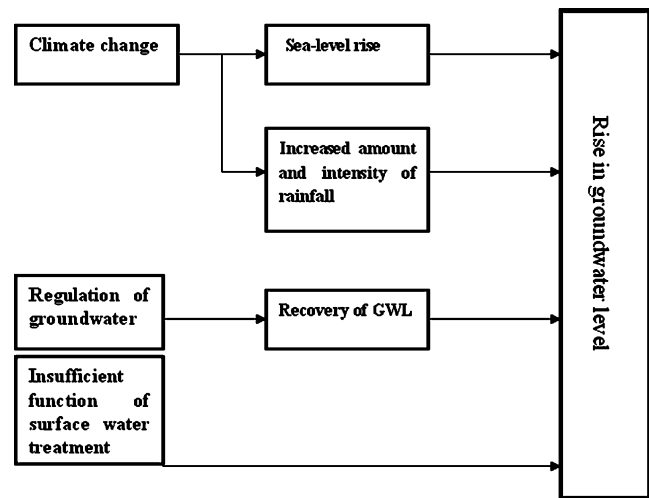 Climate change
Sea-level rise
Increased amount
and intensity of
rainfall
Rise in groundwater level
Regulation of
groundwater
Recovery of GWL
Insufficient
function of
surface water
treatment